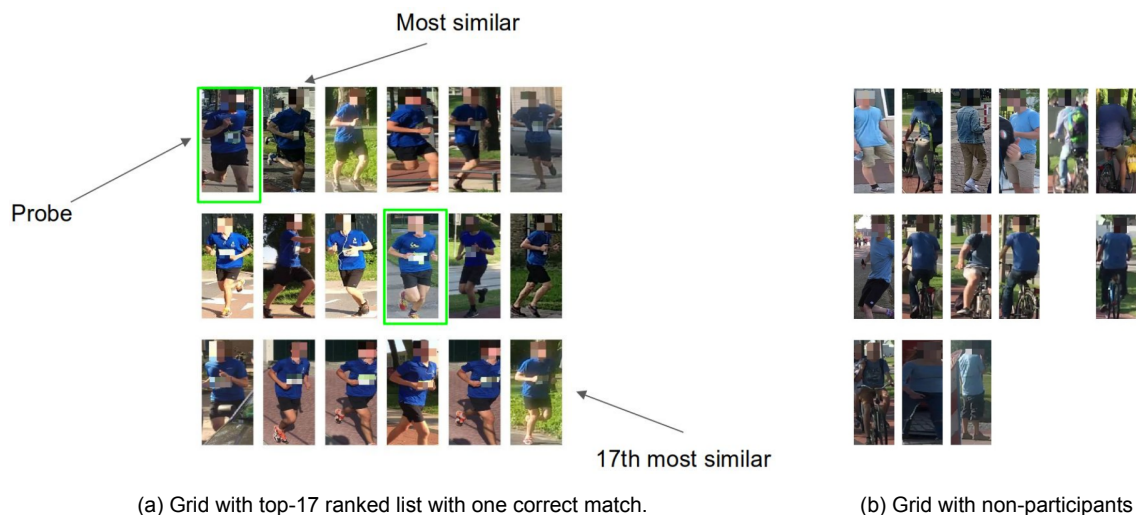 Most similar
Probe
17th most similar
(a) Grid with top-17 ranked list with one correct match.
(b) Grid with non-participants